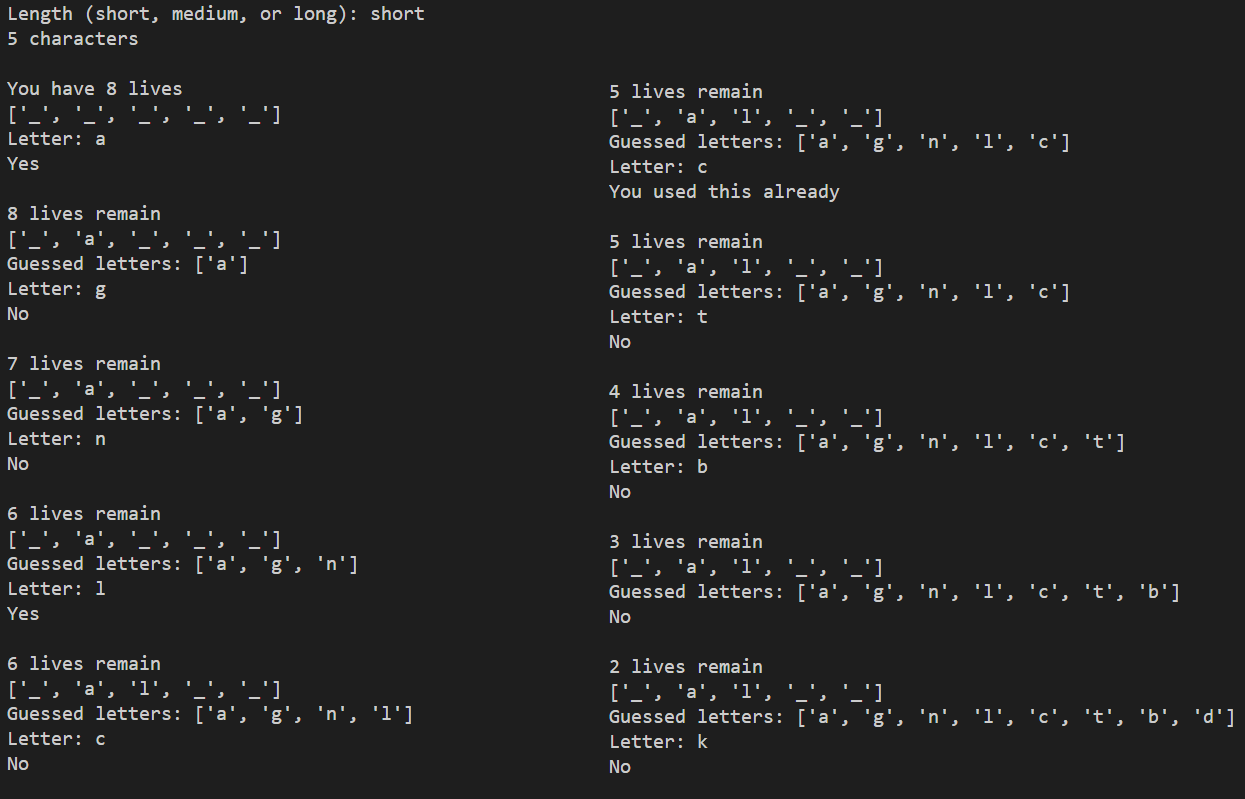 Length (short, medium, or long): short
5 characters
You have 8 lives
['_', '_', '_', '_', '_']
Letter: a
Yes
8 lives remain
['_', 'a', '_', '_', '_']
Guessed letters: ['a']
Letter: g
No
7 lives remain
['_', 'a', '_', '_', '_']
Guessed letters: ['a', 'g']
Letter: n
No
6 lives remain
['_', 'a', '_', '_', '_']
Guessed letters: ['a', 'g', 'n']
Letter: l
Yes
6 lives remain
['_', 'a', 'l', '_', '_']
Guessed letters: ['a', 'g', 'n', 'l']
Letter: c
No
5 lives remain
['_', 'a', 'l', '_', '_']
Guessed letters: ['a', 'g', 'n', 'l', 'c']
Letter: c
You used this already
5 lives remain
['_', 'a', 'l', '_', '_']
Guessed letters: ['a', 'g', 'n', 'l', 'c']
Letter: t
No
4 lives remain
['_', 'a', 'l', '_', '_']
Guessed letters: ['a', 'g', 'n', 'l', 'c', 't']
Letter: b
No
3 lives remain
['_', 'a', 'l', '_', '_']
Guessed letters: ['a', 'g', 'n', 'l', 'c', 't', 'b']
No
2 lives remain
['_', 'a', 'l', '_', '_']
Guessed letters: ['a', 'g', 'n', 'l', 'c', 't', 'b', 'd']
Letter: k
No